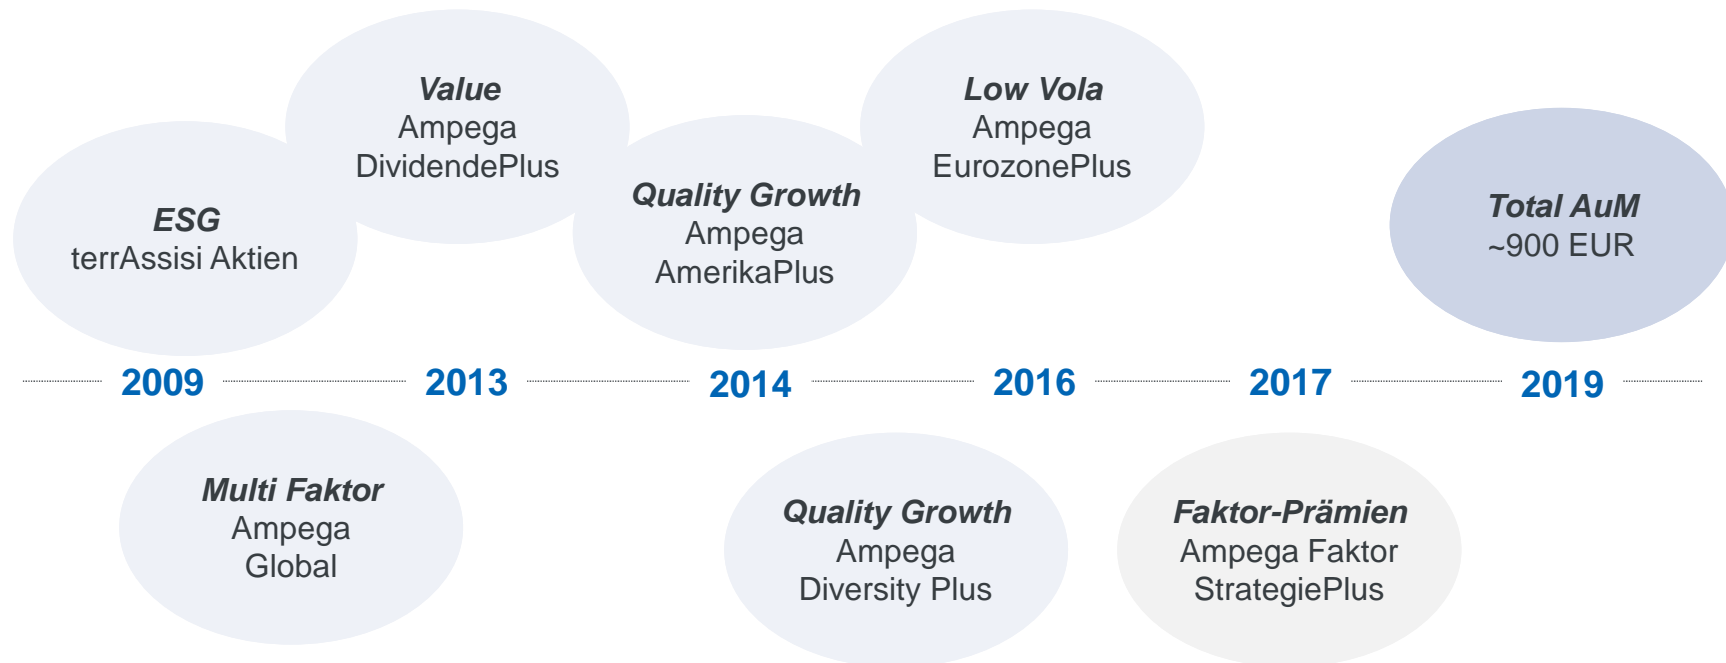 Value
Ampega
DividendePlus
Low Vola
Ampega
EurozonePlus
ESG
terrAssisi Aktien
Quality Growth
Ampega
AmerikaPlus
Total AuM
~900 EUR
2009
2013
2014
2016
2017
2019
Multi Faktor
Ampega
Global
Quality Growth
Ampega
Diversity Plus
Faktor-Prämien
Ampega Faktor
StrategiePlus